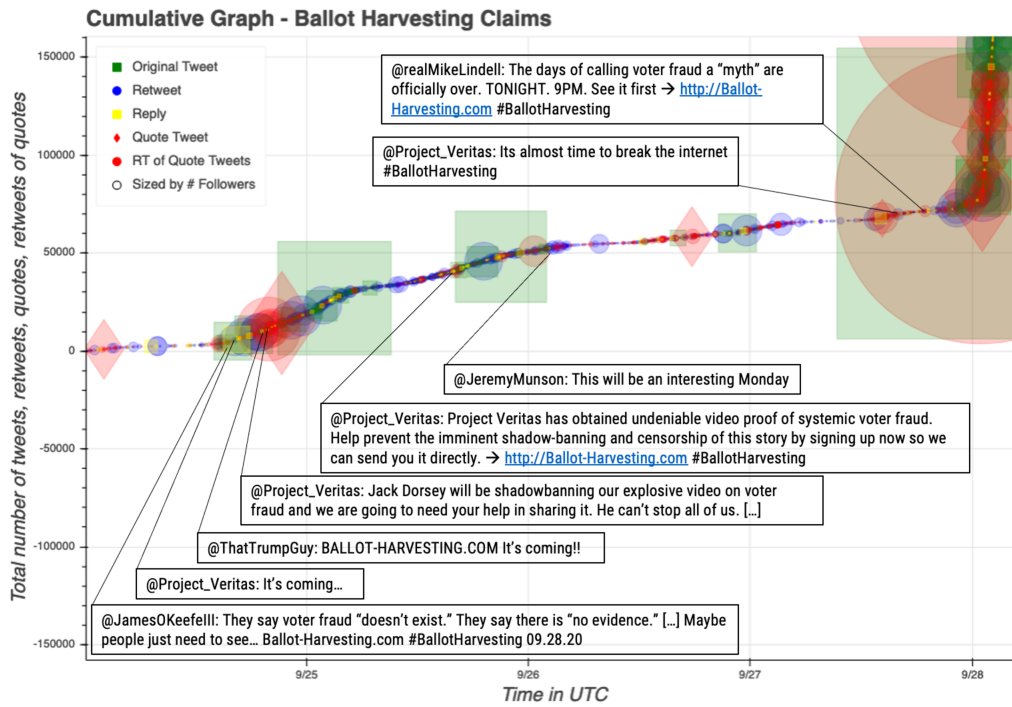 Cumulative Graph - Ballot Harvesting Claims
Total number of tweets, retweets, quotes, retweets of quotes
150000
100000
50000
0
-50000
-100000
-150000
Original Tweet
Retweet
Reply
Quote Tweet
RT of Quote Tweets
Sized by # Followers
@realMikeLindell: The days of calling voter fraud a “myth” are
officially over. TONIGHT. 9PM. See it first → http://Ballot-
Harvesting.com #BallotHarvesting
@Project_Veritas: Its almost time to break the internet
#BallotHarvesting
@JeremyMunson: This will be an interesting Monday
@Project_Veritas: Project Veritas has obtained undeniable video proof of systemic voter fraud.
Help prevent the imminent shadow-banning and censorship of this story by signing up now so we
can send you it directly. → http://Ballot-Harvesting.com #BallotHarvesting
@Project_Veritas: Jack Dorsey will be shadowbanning our explosive video on voter
fraud and we are going to need your help in sharing it. He can’t stop all of us. […]
@ThatTrumpGuy: BALLOT-HARVESTING.COM It’s coming!!
@Project_Veritas: It’s coming…
@JamesOKeefeIII: They say voter fraud “doesn’t exist.” They say there is “no evidence.” […] Maybe
people just need to see… Ballot-Harvesting.com #BallotHarvesting 09.28.20
9/25
9/26
9/27
9/28
Time in UTC